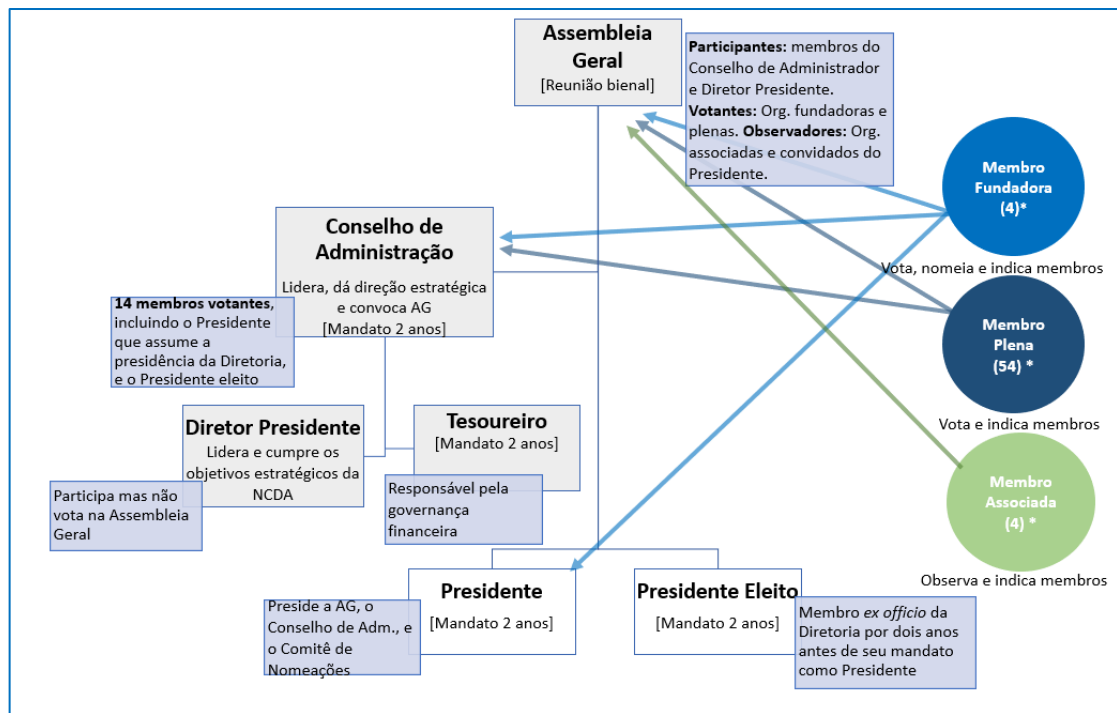 Assembleia
Geral
[Reunião bienal]
Participantes: membros do
Conselho de Administrador
e Diretor Presidente.
Votantes: Org. fundadoras e
plenas. Observadores: Org.
associadas e convidados do
Presidente.
Membro
Fundadora
(4)*
Vota, nomeia e indica membros
Conselho de
Administração
Lidera, dá direção estratégica
e convoca AG
[Mandato 2 anos]
14 membros votantes,
incluindo o Presidente
que assume a
presidência da Diretoria,
e o Presidente eleito
Membro
Plena
(54) *
Vota e indica membros
Diretor Presidente
Lidera e cumpre os
objetivos estratégicos da
NCDA
Tesoureiro
[Mandato 2 anos]
Participa mas não
vota na Assembleia
Geral
Responsável pela
governança
financeira
Membro
Associada
(4) *
Observa e indica membros
Presidente
[Mandato 2 anos]
Preside a AG, o
Conselho de Adm., e
o Comitê de
Nomeações
Presidente Eleito
[Mandato 2 anos]
Membro ex officio da
Diretoria por dois anos
antes de seu mandato
como Presidente